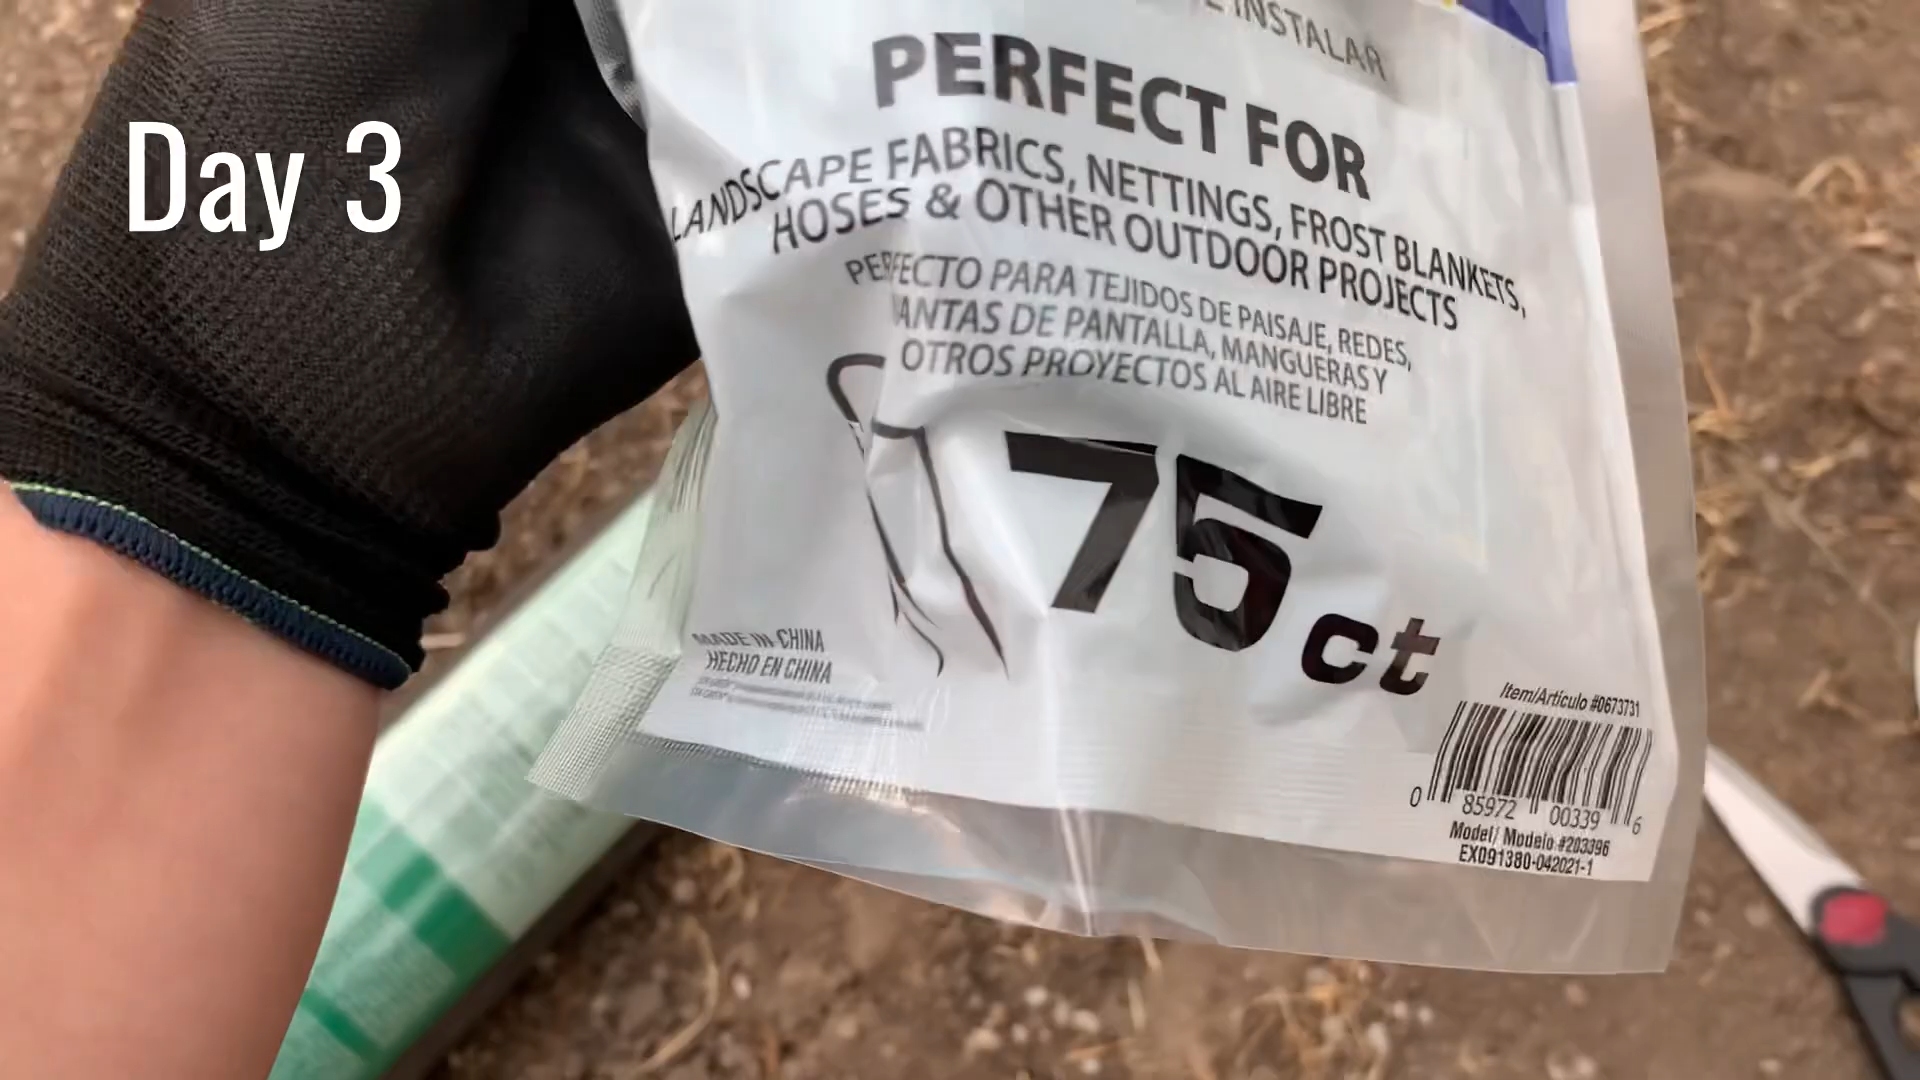 Day 3
INSTALAR
PERFECT FOR
LANDSCAPE FABRICS, NETTINGS, FROST BLANKETS,
HOSES & OTHER OUTDOOR PROJECTS
PERFECTO PARA TEJIDOS DE PAISAJE, REDES,
MANTAS DE PANTALLA, MANGUERAS Y
OTROS PROYECTOS AL AIRE LIBRE
75 ct
MADE IN CHINA
HECHO EN CHINA
Item/Artículo #0673731
0 85972 00339 6
Model/ Modelo #203396
EX091380-042021-1